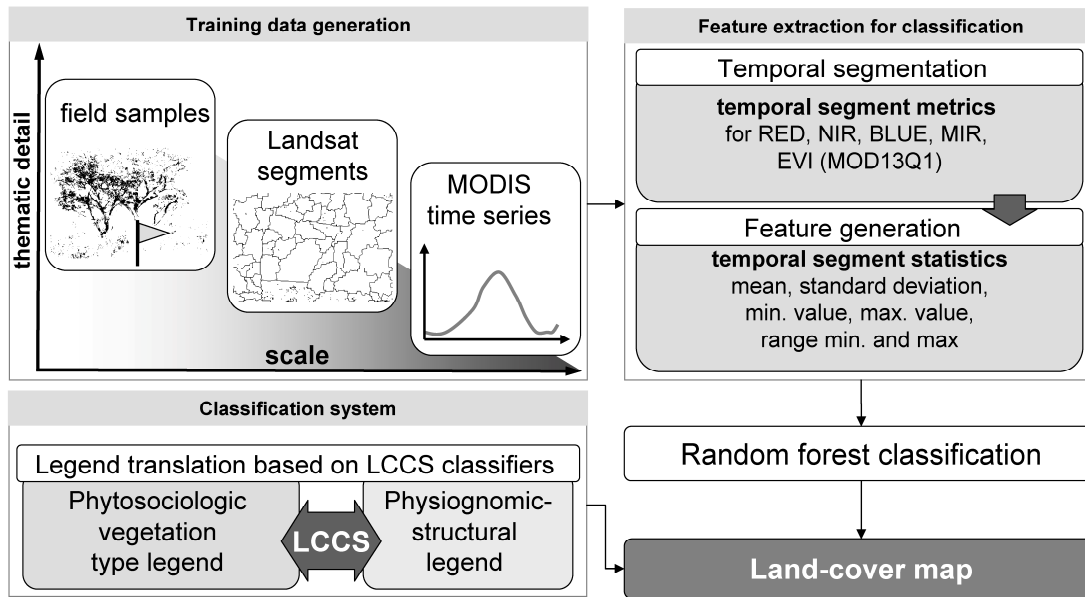 Training data generation
thematic detail
field samples
Landsat
segments
MODIS
time series
scale
Feature extraction for classification
Temporal segmentation
temporal segment metrics
for RED, NIR, BLUE, MIR,
EVI (MOD13Q1)
Feature generation
temporal segment statistics
mean, standard deviation,
min. value, max. value,
range min. and max
Classification system
Legend translation based on LCCS classifiers
Phytosociologic
vegetation
type legend
LCCS
Physiognomic-
structural
legend
Random forest classification
Land-cover map